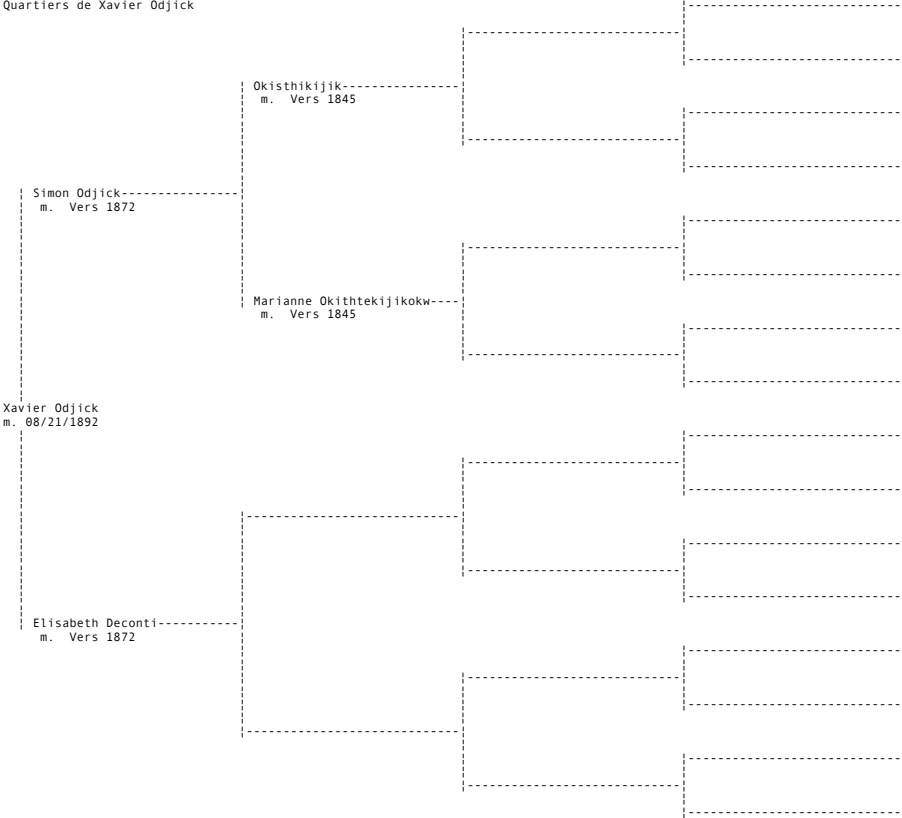 Quartiers de Xavier Odjick
Okisthikijik
m. Vers 1845
Simon Odjick
m. Vers 1872
Marianne Okithtekijikokw
m. Vers 1845
Xavier Odjick
m. 08/21/1892
Elisabeth Deconti
m. Vers 1872